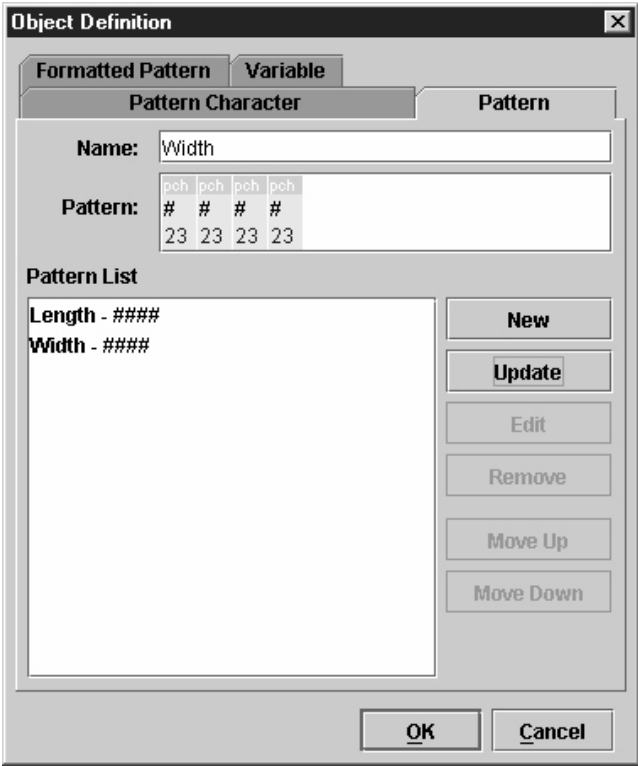 Object Definition
Formatted Pattern Variable
Pattern Character Pattern
Name: Width
pch pch pch pch
Pattern: # # # #
23 23 23 23
Pattern List
Length - ####
Width - ####
New
Update
Edit
Remove
Move Up
Move Down
OK Cancel